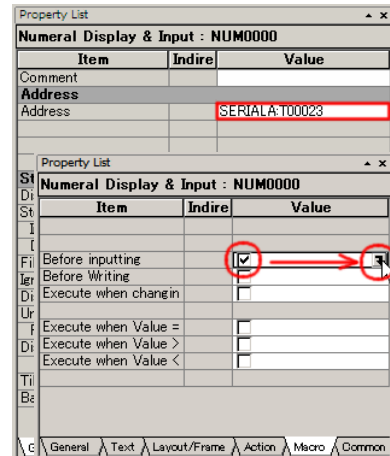 Property List
Numeral Display & Input : NUM0000
Item Indire Value
Comment
Address
Address SERIALA:T00023
Property List
Numeral Display & Input : NUM0000
Item Indire Value
Before inputting
Before Writing
Execute when changin
Execute when Value =
Execute when Value >
Execute when Value <
General Text Layout/Frame Action Macro Common